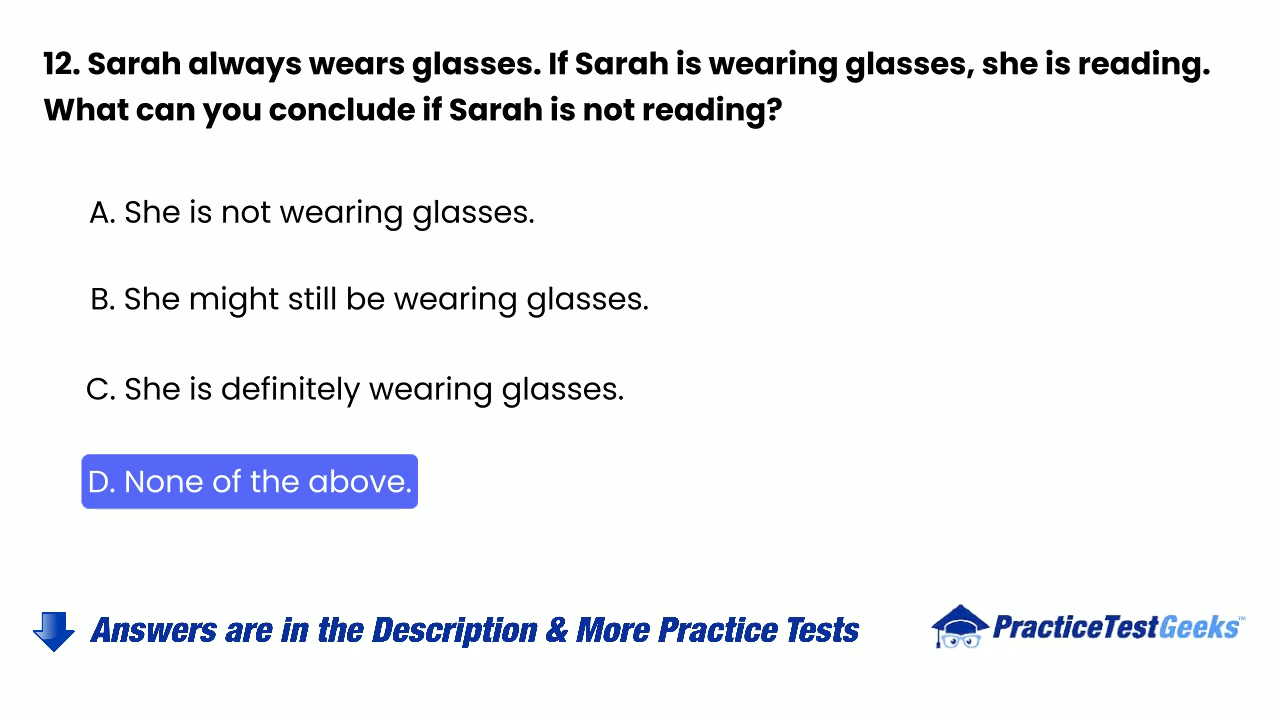 12. Sarah always wears glasses. If Sarah is wearing glasses, she is reading.
What can you conclude if Sarah is not reading?
A. She is not wearing glasses.
B. She might still be wearing glasses.
C. She is definitely wearing glasses.
D. None of the above.
Answers are in the Description & More Practice Tests
PracticeTestGeeks™